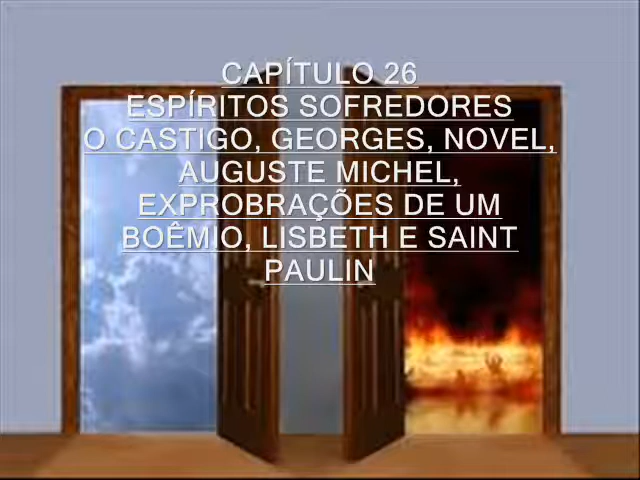 CAPÍTULO 26
ESPÍRITOS SOFREDORES
O CASTIGO, GEORGES, NOVEL,
AUGUSTE MICHEL,
EXPROBRAÇÕES DE UM
BOÊMIO, LISBETH E SAINT
PAULIN